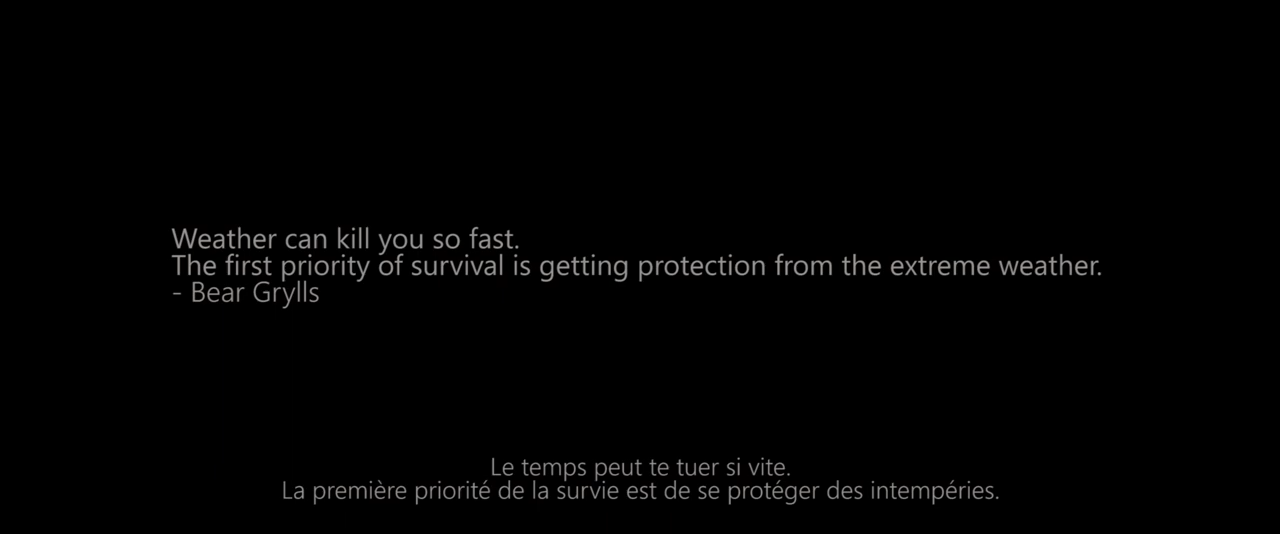 Weather can kill you so fast.
The first priority of survival is getting protection from the extreme weather.
- Bear Grylls
Le temps peut te tuer si vite.
La première priorité de la survie est de se protéger des intempéries.